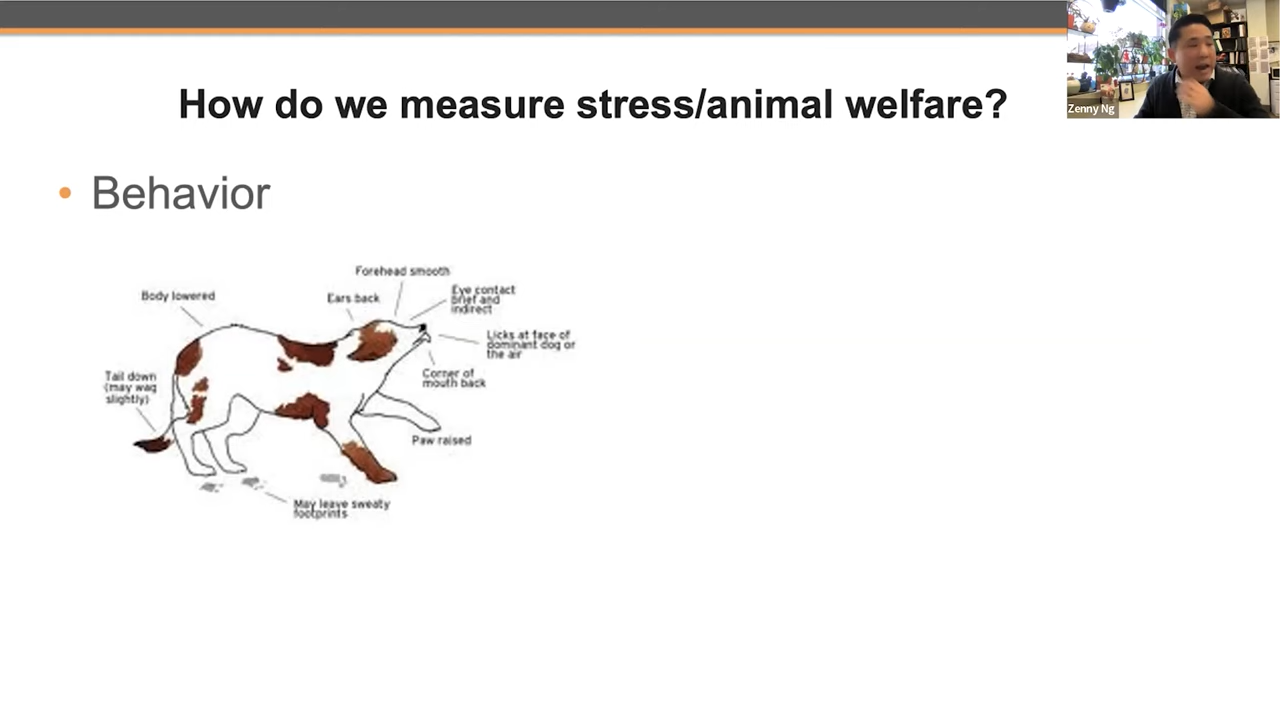 How do we measure stress/animal welfare?
Zenny Ng
• Behavior
Forehead smooth
Body lowered
Ears back
Eye contact
brief and
indirect
Licks at face of
dominant dog or
the air
Corner of
mouth back
Tail down
(may wag
slightly)
Paw raised
May leave sweaty
footprints